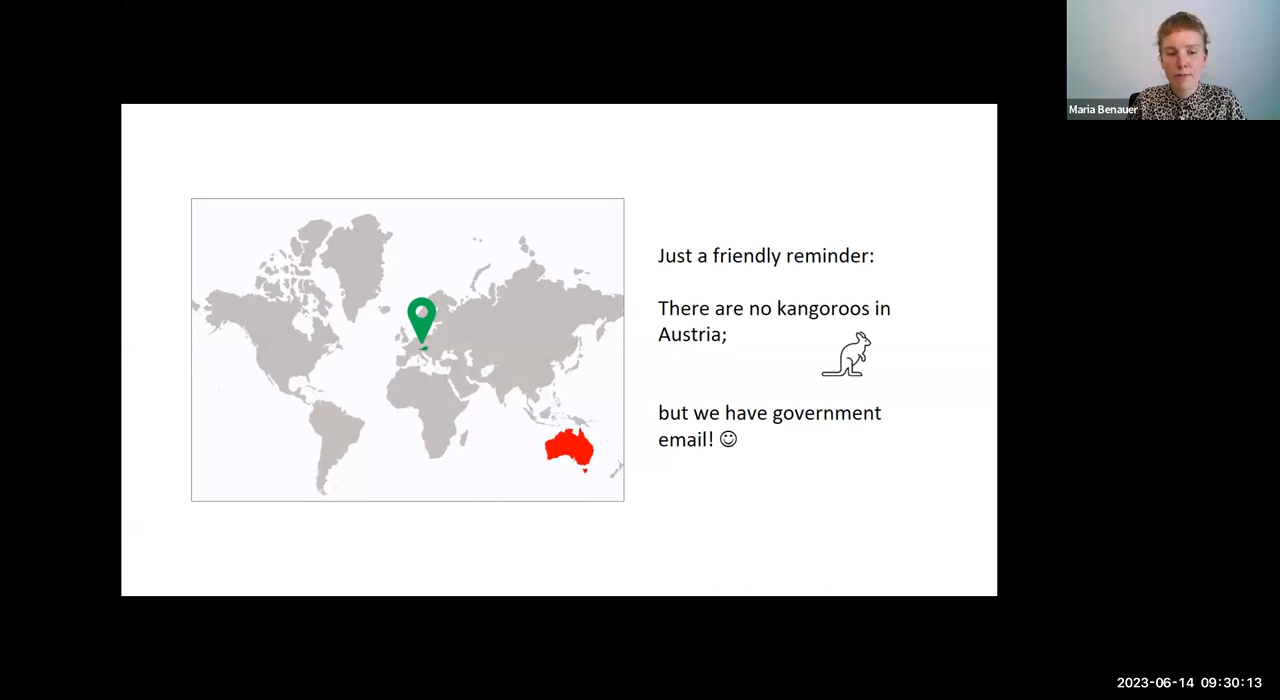 Maria Benauer
Just a friendly reminder:
There are no kangoroos in
Austria;
but we have government
email! ☺
2023-06-14 09:30:13